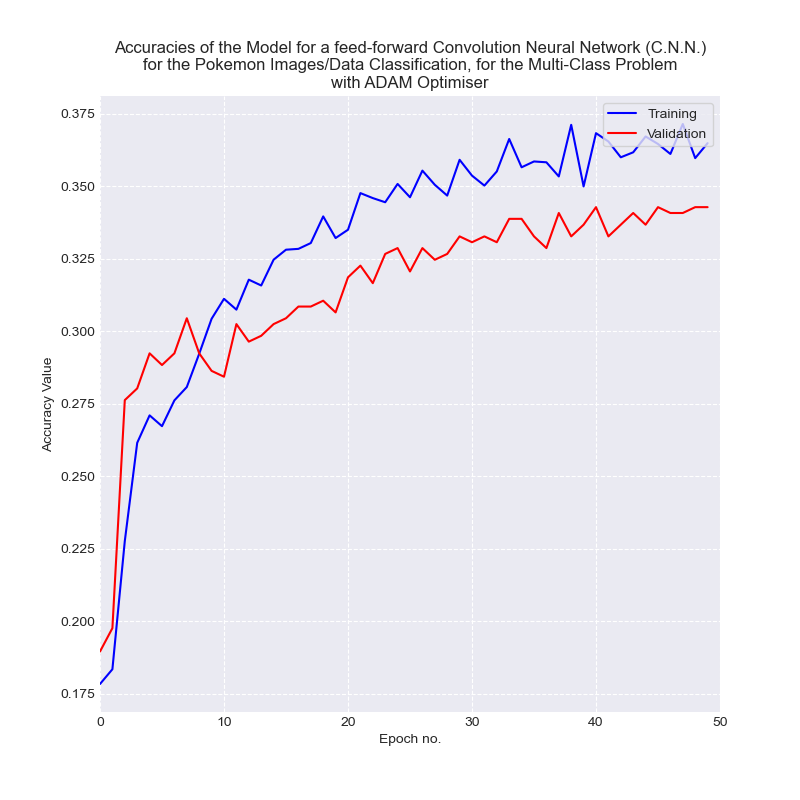 Accuracies of the Model for a feed-forward Convolution Neural Network (C.N.N.)
for the Pokemon Images/Data Classification, for the Multi-Class Problem
with ADAM Optimiser
Training
Validation
0.375
0.350
0.325
0.300
0.275
0.250
0.225
0.200
0.175
Accuracy Value
0 10 20 30 40 50
Epoch no.